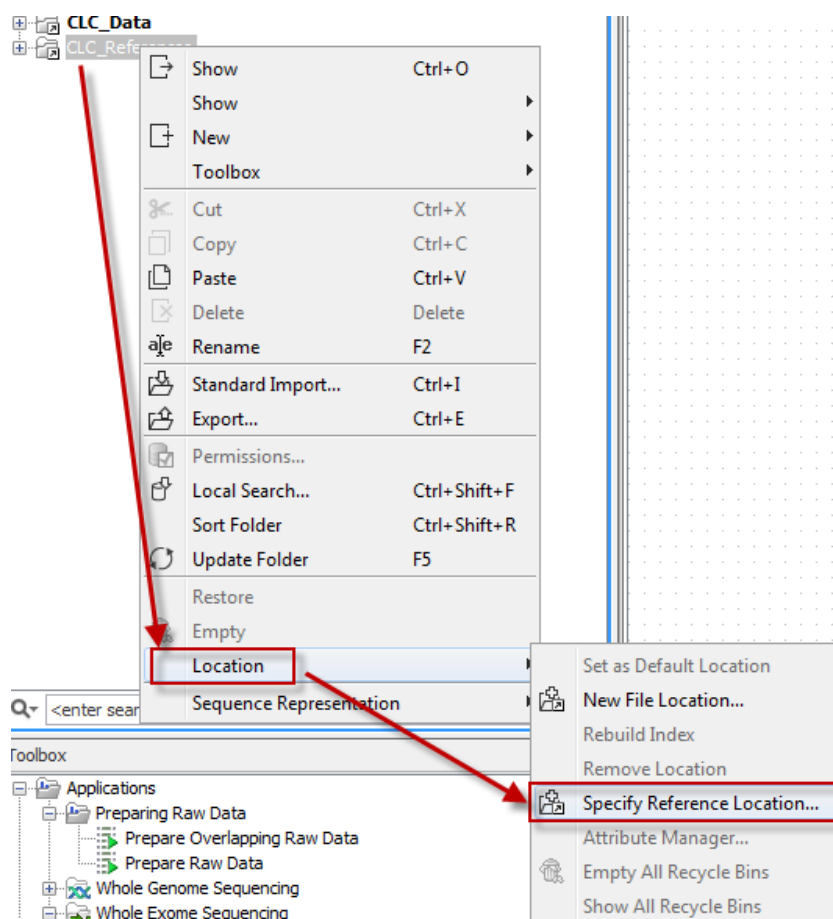 CLC_Data
CLC_References
Show Ctrl+O
Show
New
Toolbox
Cut Ctrl+X
Copy Ctrl+C
Paste Ctrl+V
Delete Delete
Rename F2
Standard Import... Ctrl+I
Export... Ctrl+E
Permissions...
Local Search... Ctrl+Shift+F
Sort Folder Ctrl+Shift+R
Update Folder F5
Restore
Empty
Location
Sequence Representation
Set as Default Location
New File Location...
Rebuild Index
Remove Location
Specify Reference Location...
Attribute Manager...
Empty All Recycle Bins
Show All Recycle Bins
<enter sear
Toolbox
Applications
Preparing Raw Data
Prepare Overlapping Raw Data
Prepare Raw Data
Whole Genome Sequencing
Whole Exome Sequencing